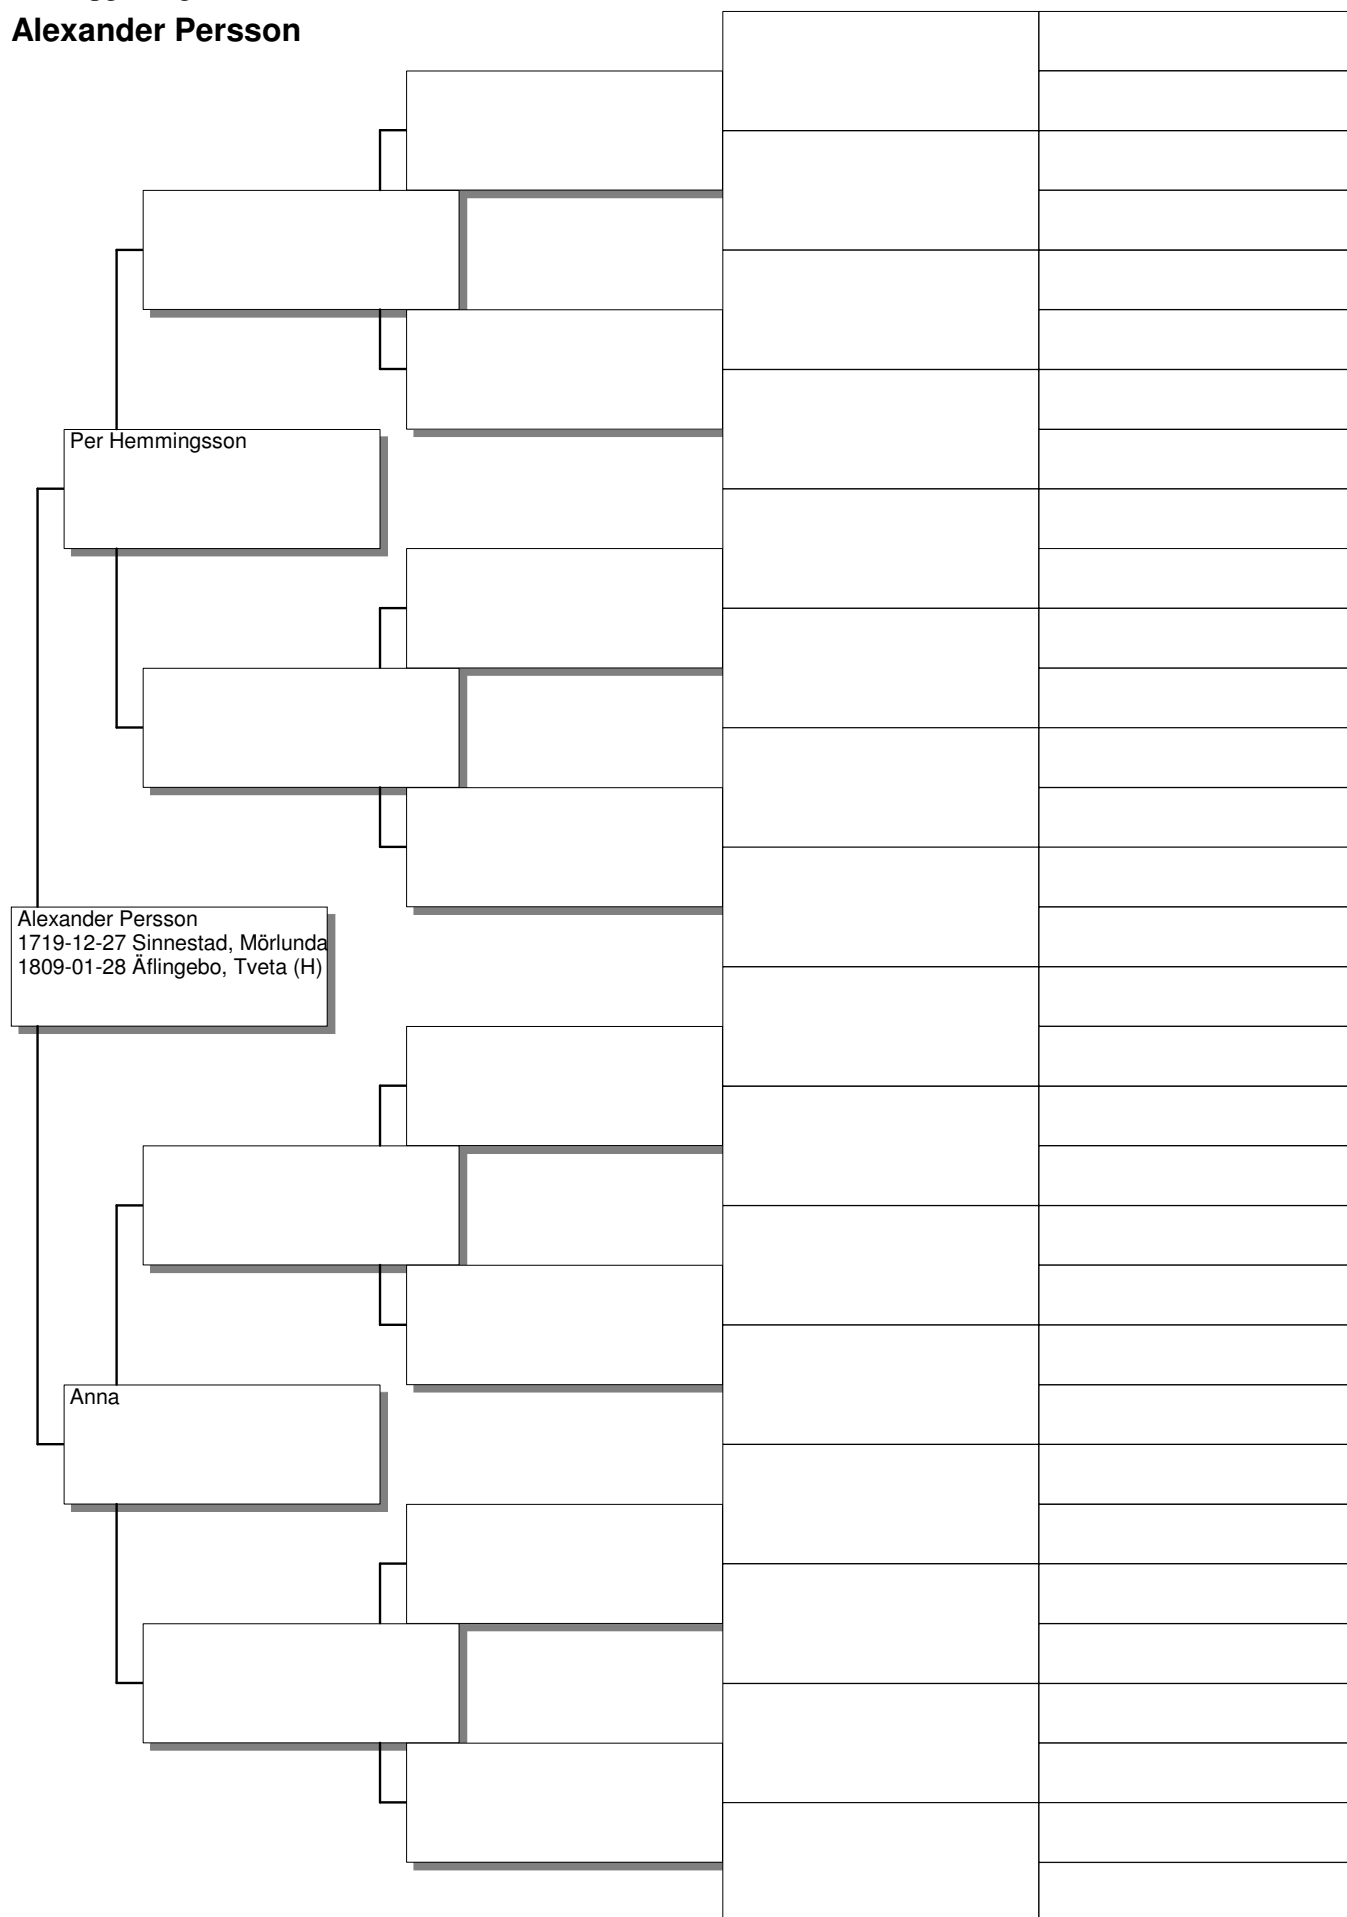 Alexander Persson
Per Hemmingsson
Alexander Persson
1719-12-27 Sinnestad, Mörlunda
1809-01-28 Äflingebo, Tveta (H)
Anna